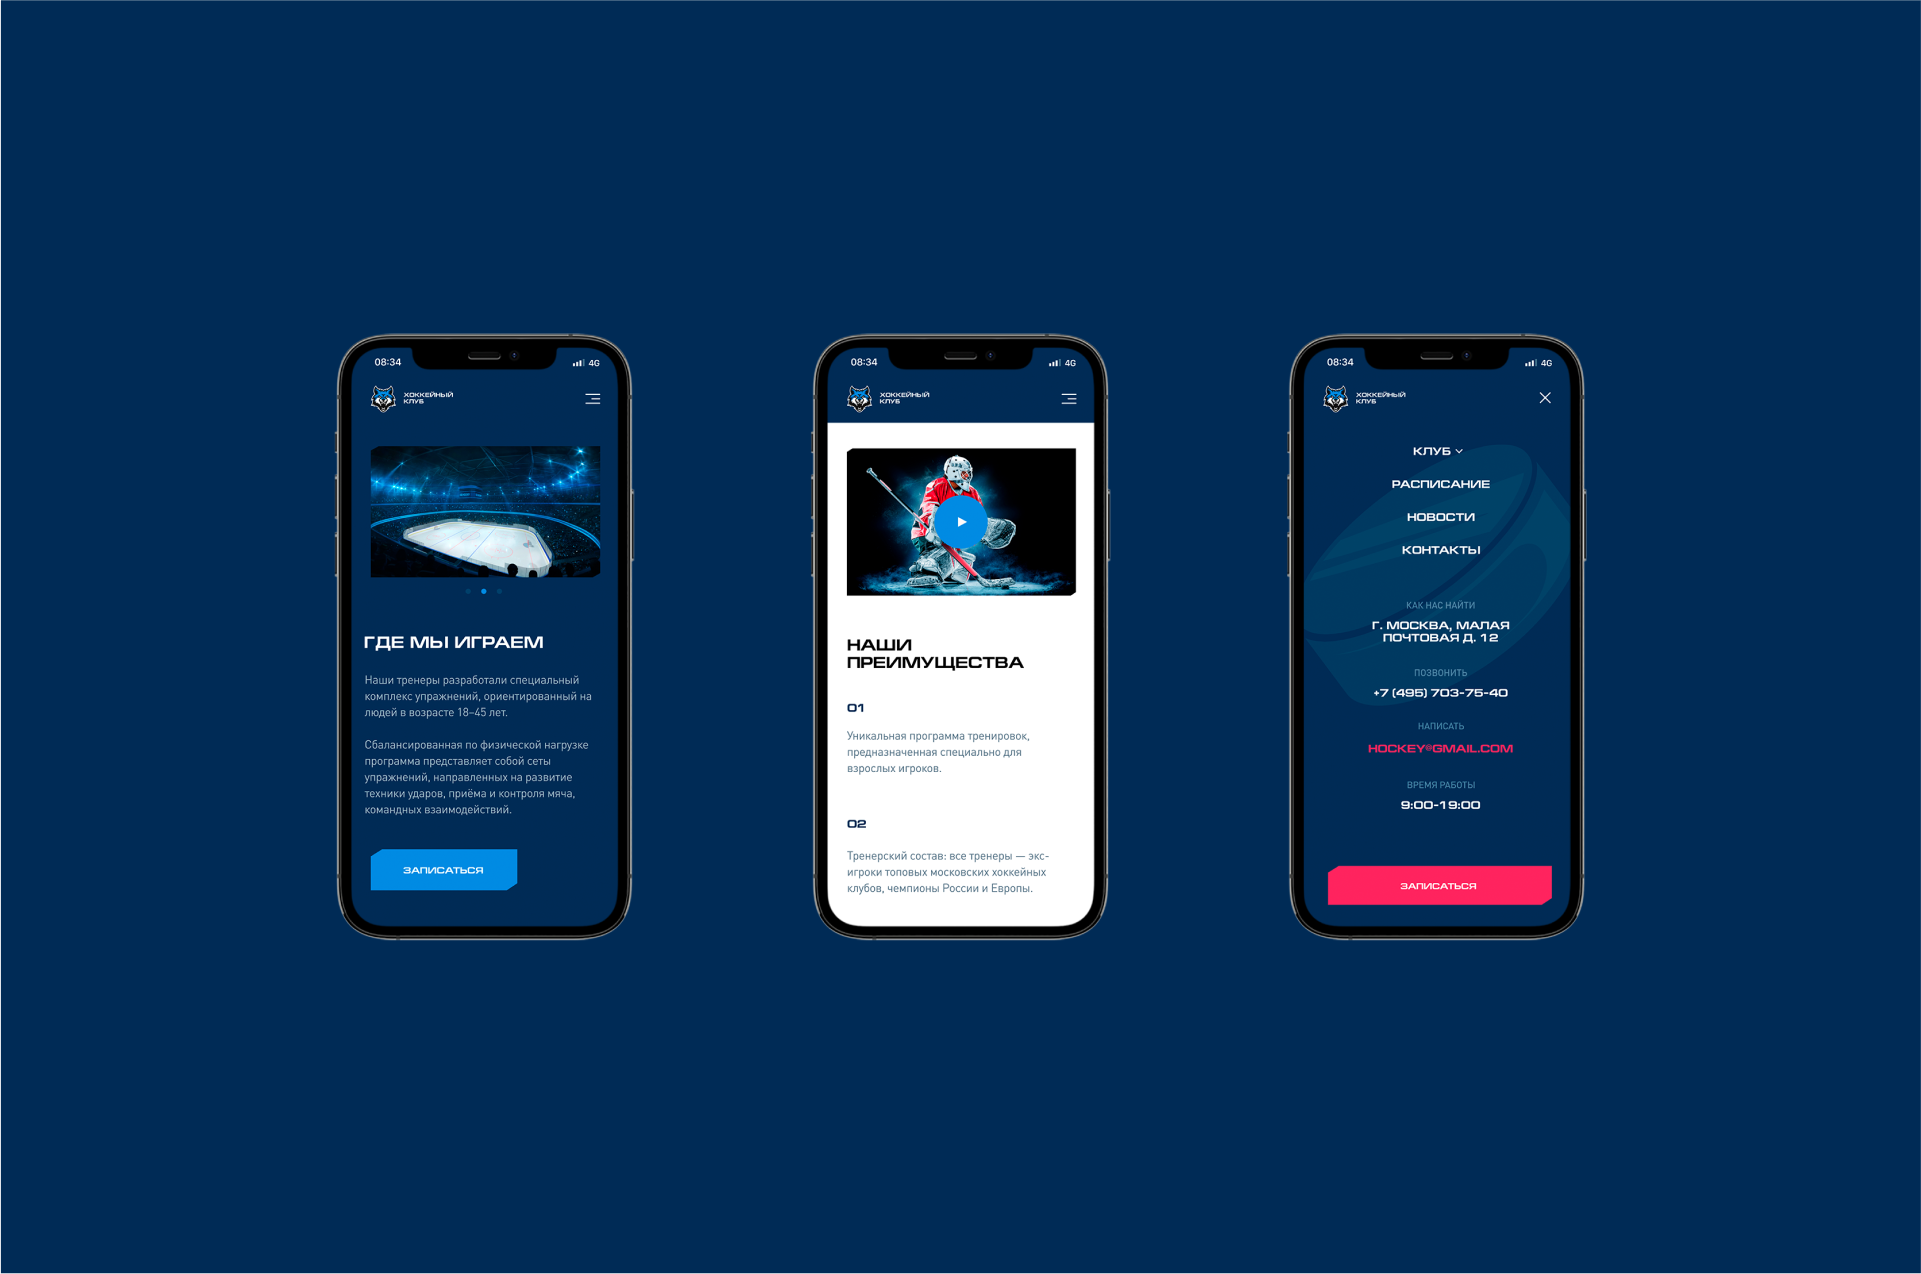 08:34
4G
ХОККЕЙНЫЙ
КЛУБ
ГДЕ МЫ ИГРАЕМ
Наши тренеры разработали специальный
комплекс упражнений, ориентированный на
людей в возрасте 18–45 лет.
Сбалансированная по физической нагрузке
программа представляет собой сеты
упражнений, направленных на развитие
техники ударов, приёма и контроля мяча,
командных взаимодействий.
ЗАПИСАТЬСЯ
08:34
4G
ХОККЕЙНЫЙ
КЛУБ
НАШИ
ПРЕИМУЩЕСТВА
01
Уникальная программа тренировок,
предназначенная специально для
взрослых игроков.
02
Тренерский состав: все тренеры — экс-
игроки топовых московских хоккейных
клубов, чемпионы России и Европы.
08:34
4G
ХОККЕЙНЫЙ
КЛУБ
КЛУБ
РАСПИСАНИЕ
НОВОСТИ
КОНТАКТЫ
КАК НАС НАЙТИ
Г. МОСКВА, МАЛАЯ
ПОЧТОВАЯ Д. 12
ПОЗВОНИТЬ
+7 (495) 703-75-40
НАПИСАТЬ
HOCKEY@GMAIL.COM
ВРЕМЯ РАБОТЫ
9:00-19:00
ЗАПИСАТЬСЯ